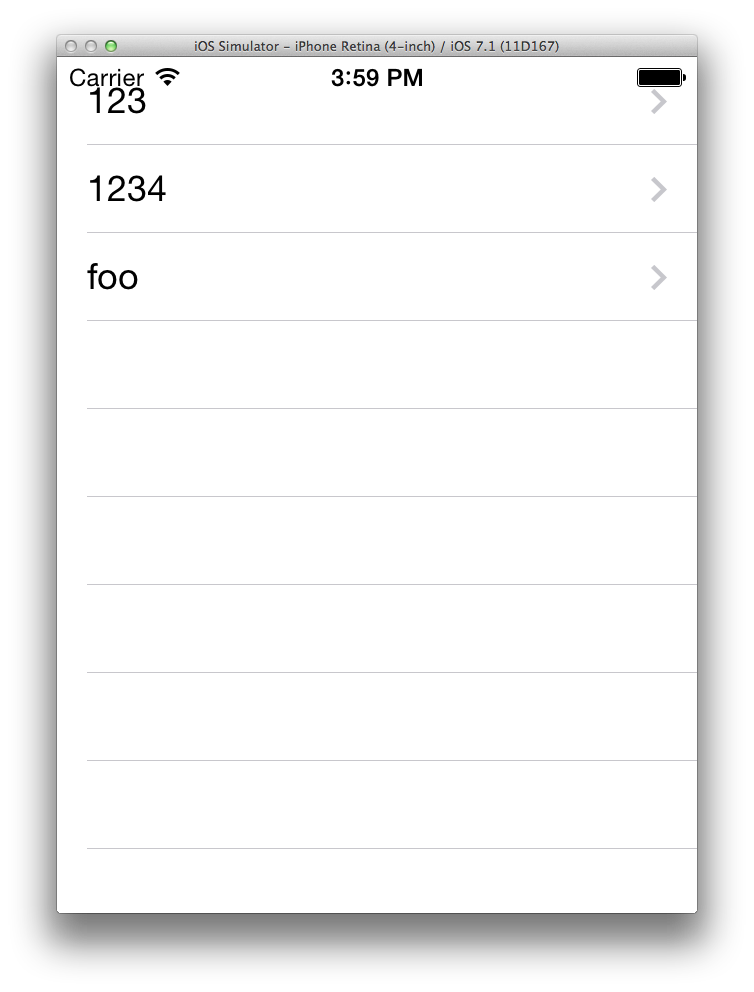 iOS Simulator – iPhone Retina (4-inch) / iOS 7.1 (11D167)
Carrier 3:59 PM
123
1234
foo